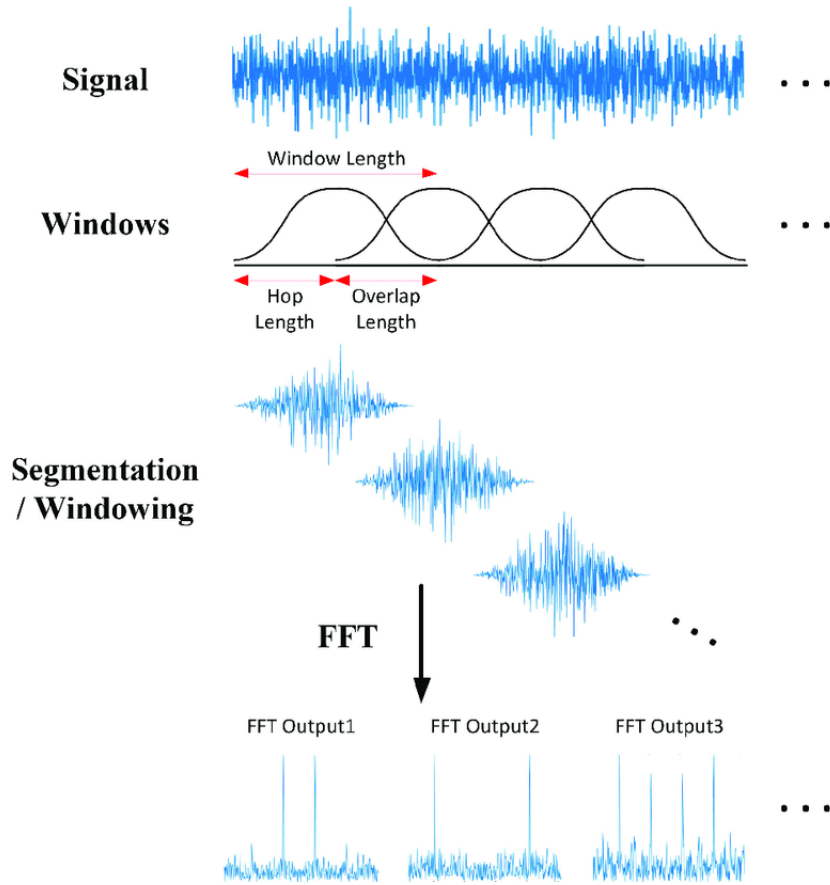 Signal
Window Length
Windows
Hop
Length
Overlap
Length
Segmentation
/ Windowing
FFT
FFT Output1
FFT Output2
FFT Output3